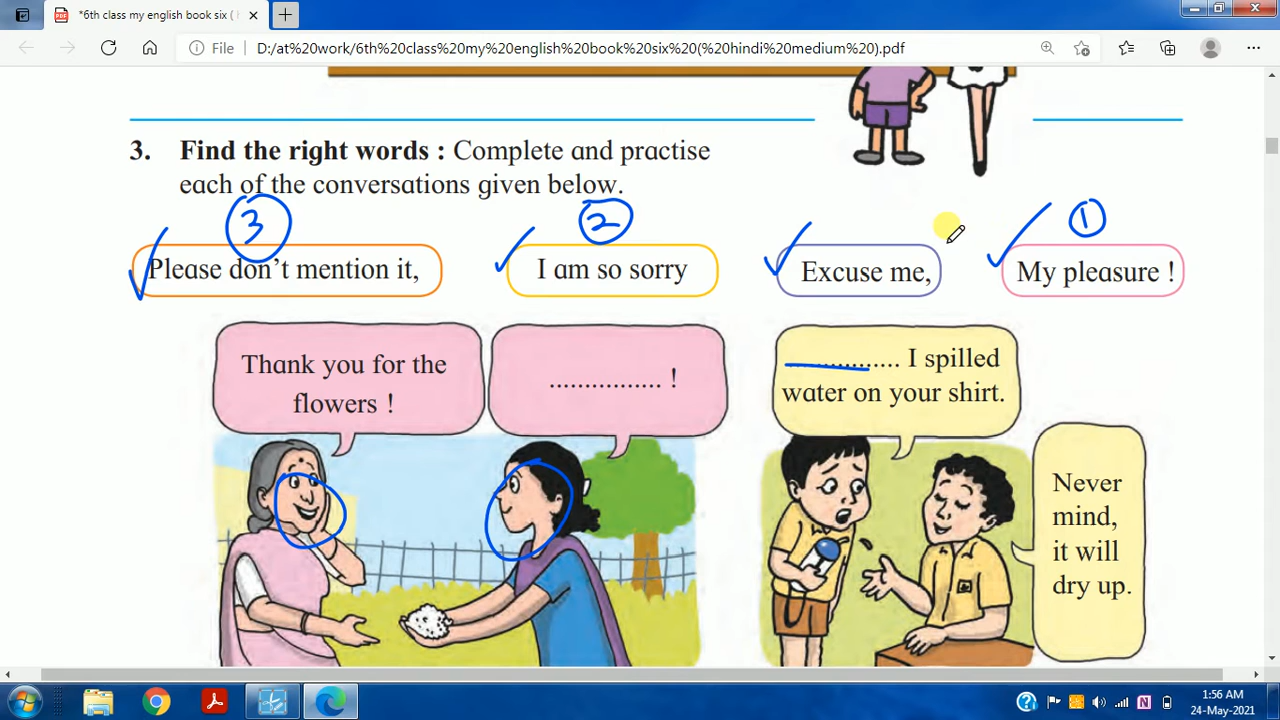 *6th class my english book six (
File
D:/at%20work/6th%20class%20my%20english%20book%20six%20(%20hindi%20medium%20).pdf
3. Find the right words : Complete and practise
each of the conversations given below.
3
2
1
Please don't mention it,
I am so sorry
Excuse me,
My pleasure !
Thank you for the
flowers !
................ !
................ I spilled
water on your shirt.
Never
mind,
it will
dry up.
1:56 AM
24-May-2021